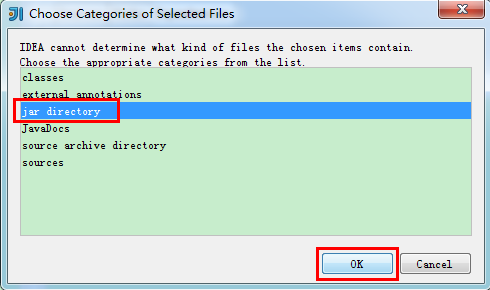 Choose Categories of Selected Files
IDEA cannot determine what kind of files the chosen items contain.
Choose the appropriate categories from the list.
classes
external annotations
jar directory
JavaDocs
source archive directory
sources
OK
Cancel